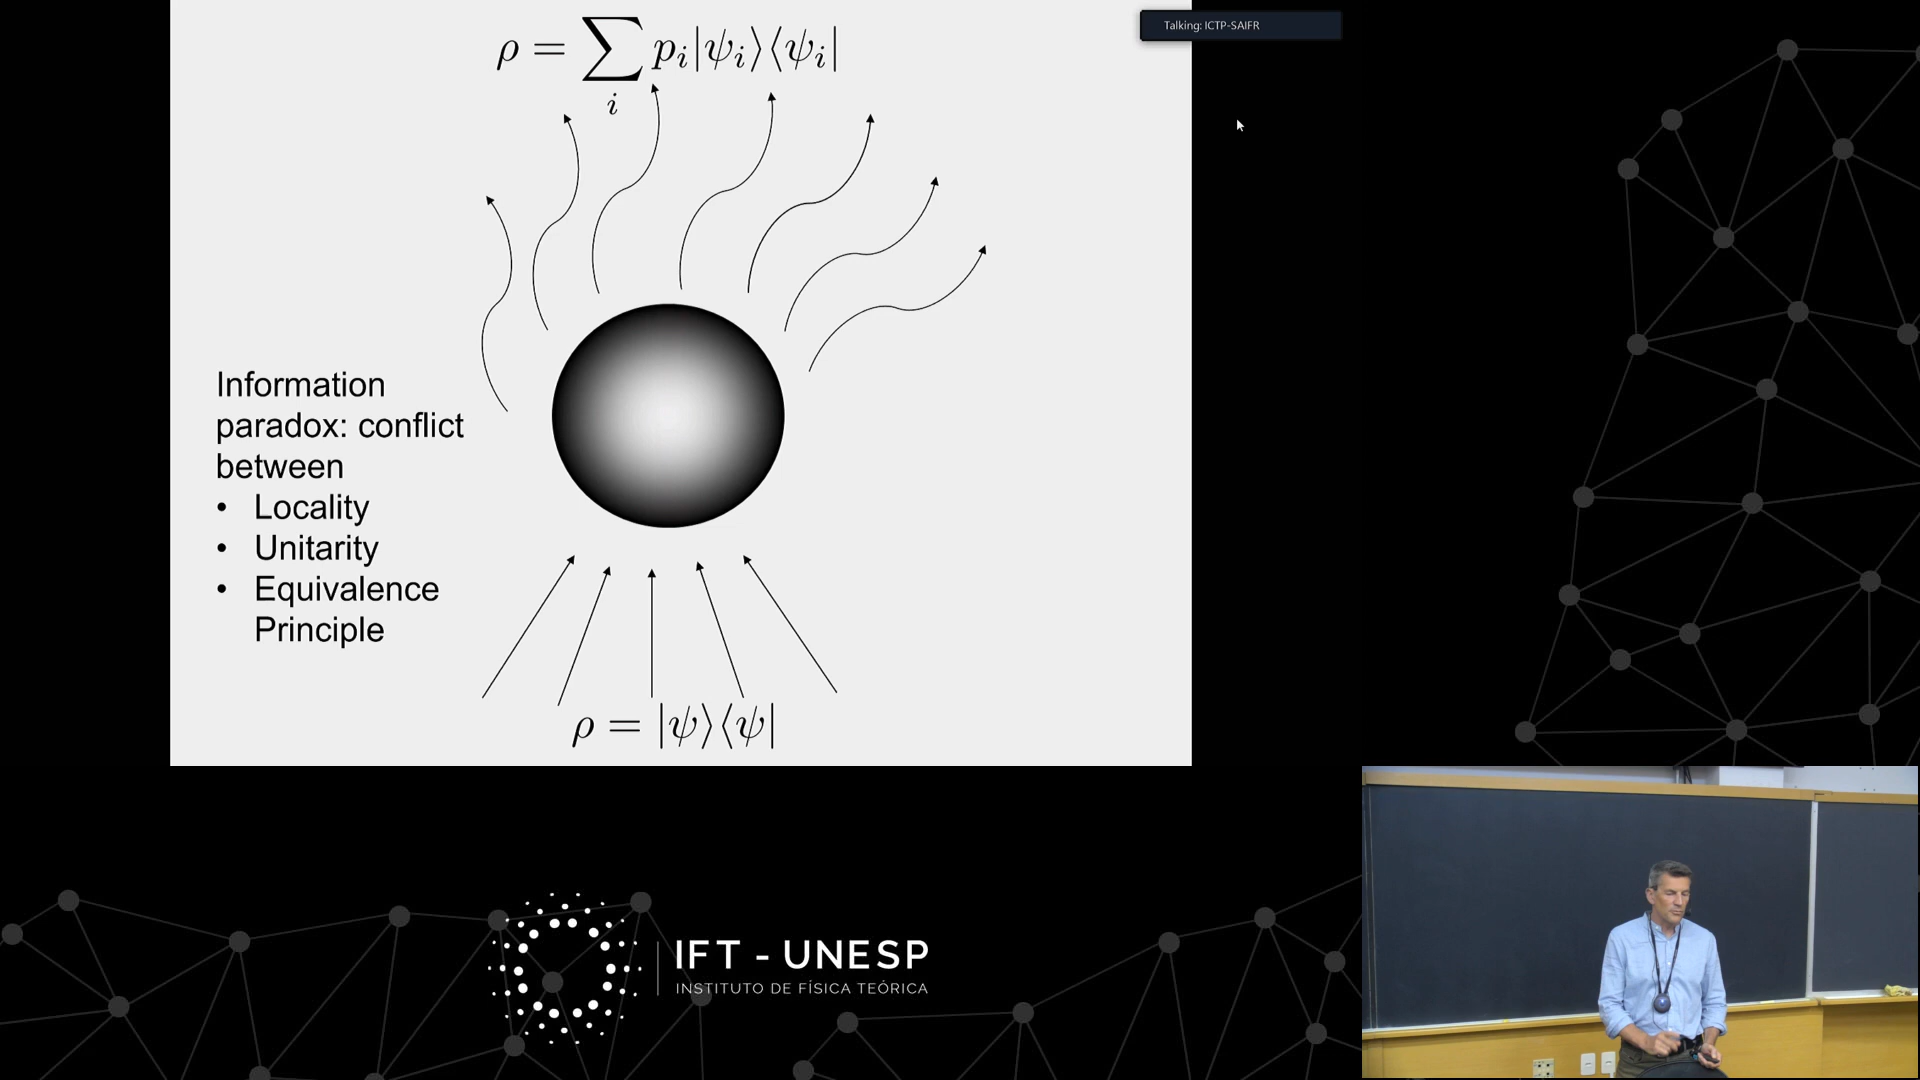 Talking: ICTP-SAIFR
ρ = ∑ᵢ pᵢ|ψᵢ⟩⟨ψᵢ|
Information
paradox: conflict
between
• Locality
• Unitarity
• Equivalence
Principle
ρ = |ψ⟩⟨ψ|
IFT - UNESP
INSTITUTO DE FÍSICA TEÓRICA